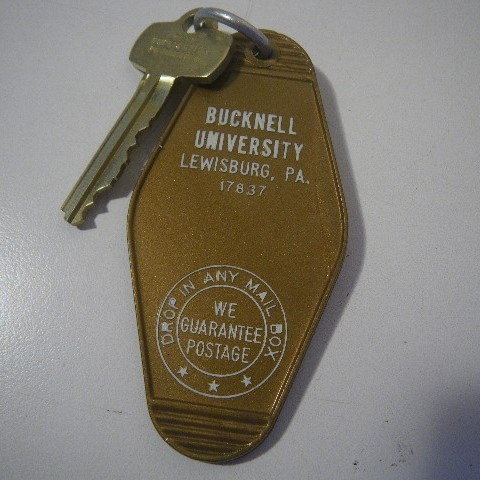 BUCKNELL
UNIVERSITY
LEWISBURG, PA.
17837
DROP IN ANY MAIL BOX
WE
GUARANTEE
POSTAGE